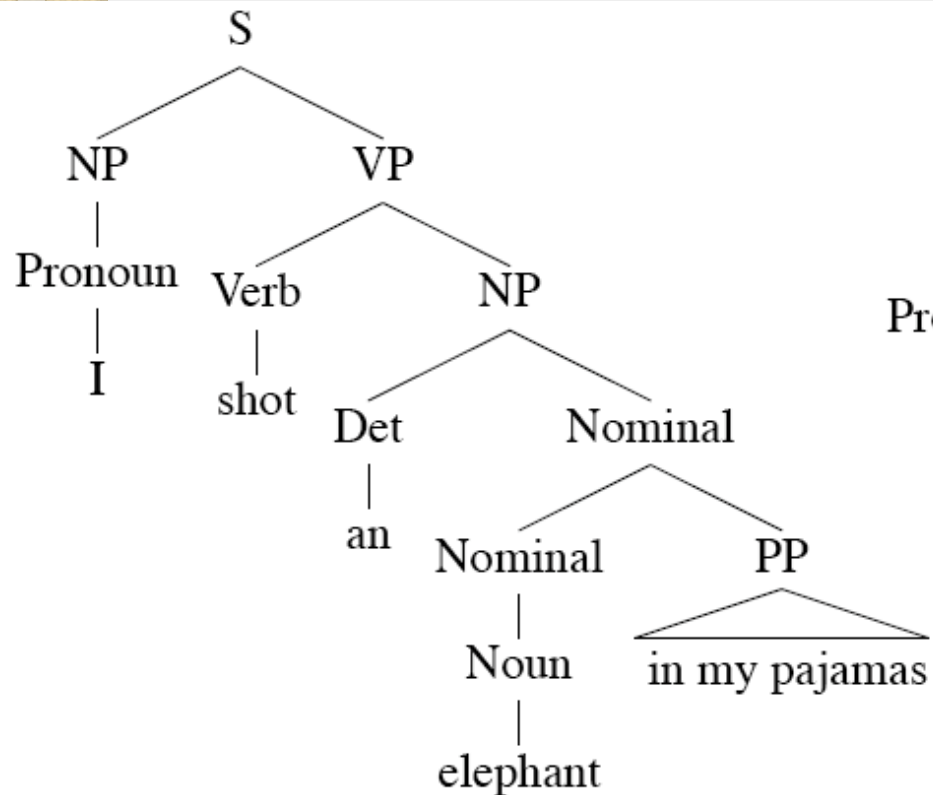 S
NP VP
Pronoun Verb NP
I shot Det Nominal
an Nominal PP
Noun in my pajamas
elephant